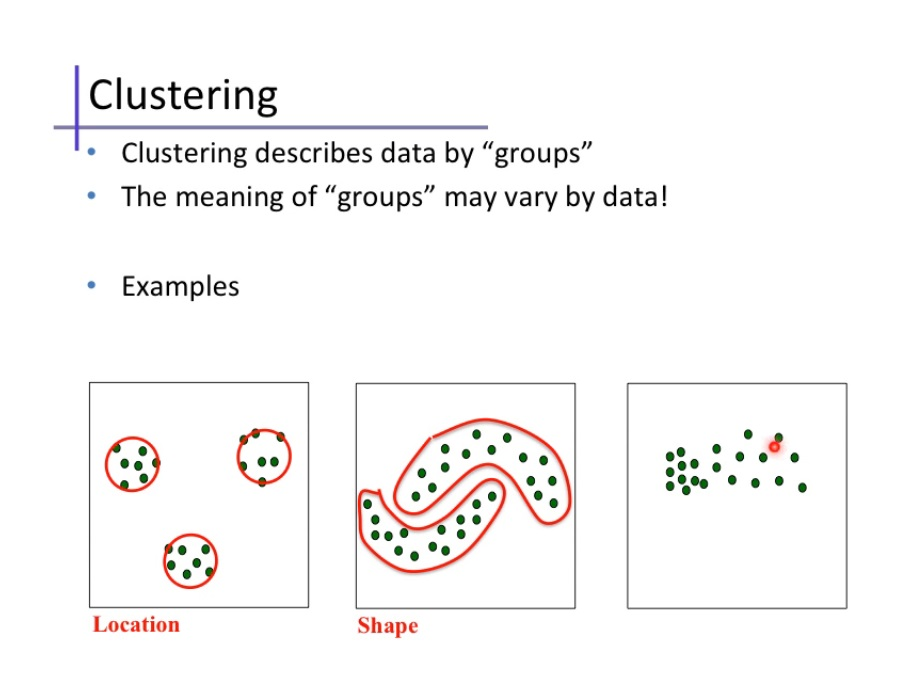 Clustering
• Clustering describes data by “groups”
• The meaning of “groups” may vary by data!
• Examples
Location
Shape